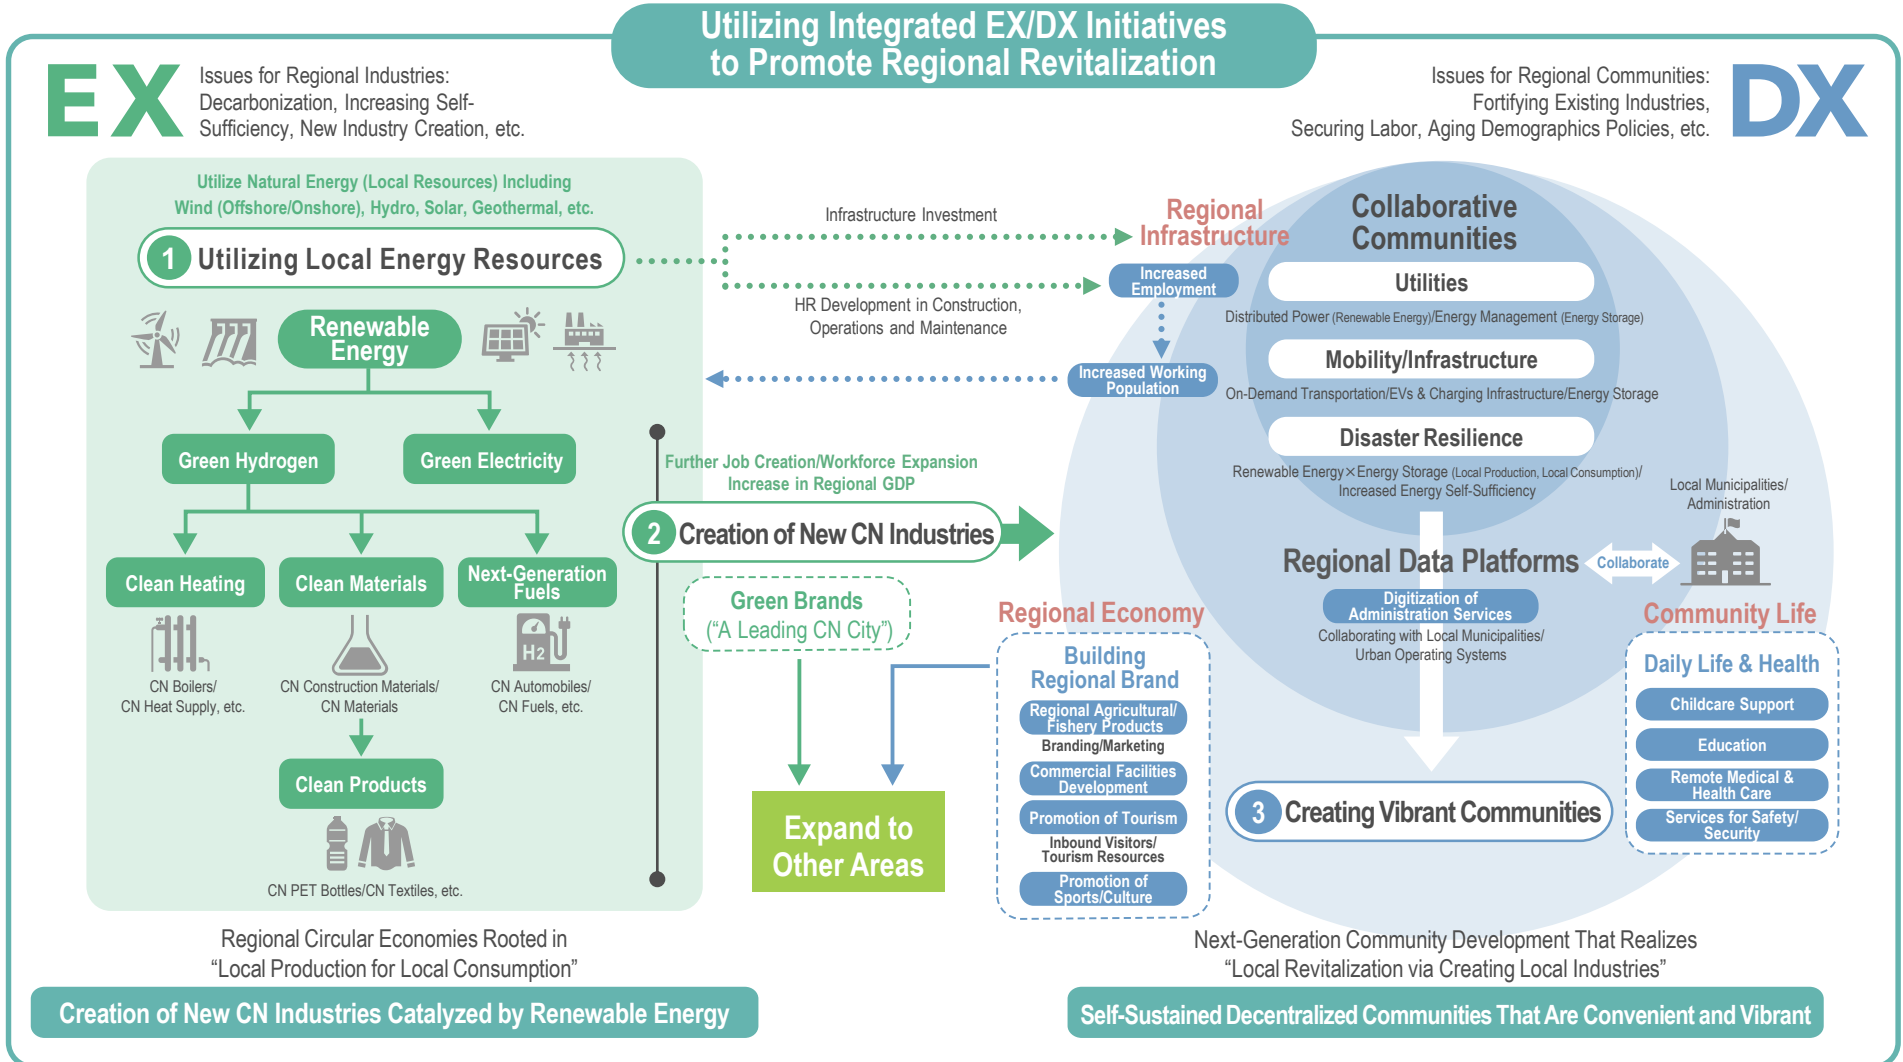 Utilizing Integrated EX/DX Initiatives
to Promote Regional Revitalization
EX
Issues for Regional Industries:
Decarbonization, Increasing Self-
Sufficiency, New Industry Creation, etc.
Issues for Regional Communities:
Fortifying Existing Industries,
Securing Labor, Aging Demographics Policies, etc.
DX
Utilize Natural Energy (Local Resources) Including
Wind (Offshore/Onshore), Hydro, Solar, Geothermal, etc.
1 Utilizing Local Energy Resources
Renewable
Energy
Green Hydrogen
Green Electricity
Clean Heating
Clean Materials
Next-Generation
Fuels
H2
CN Boilers/
CN Heat Supply, etc.
CN Construction Materials/
CN Materials
CN Automobiles/
CN Fuels, etc.
Clean Products
CN PET Bottles/CN Textiles, etc.
Regional Circular Economies Rooted in
“Local Production for Local Consumption”
Creation of New CN Industries Catalyzed by Renewable Energy
Infrastructure Investment
HR Development in Construction,
Operations and Maintenance
Regional
Infrastructure
Increased
Employment
Increased Working
Population
Further Job Creation/Workforce Expansion
Increase in Regional GDP
2 Creation of New CN Industries
Green Brands
(“A Leading CN City”)
Expand to
Other Areas
Regional Economy
Building
Regional Brand
Regional Agricultural/
Fishery Products
Branding/Marketing
Commercial Facilities
Development
Promotion of Tourism
Inbound Visitors/
Tourism Resources
Promotion of
Sports/Culture
Collaborative
Communities
Utilities
Distributed Power (Renewable Energy)/Energy Management (Energy Storage)
Mobility/Infrastructure
On-Demand Transportation/EVs & Charging Infrastructure/Energy Storage
Disaster Resilience
Renewable Energy×Energy Storage (Local Production, Local Consumption)/
Increased Energy Self-Sufficiency
Regional Data Platforms
Collaborate
Local Municipalities/
Administration
Digitization of
Administration Services
Collaborating with Local Municipalities/
Urban Operating Systems
3 Creating Vibrant Communities
Community Life
Daily Life & Health
Childcare Support
Education
Remote Medical &
Health Care
Services for Safety/
Security
Next-Generation Community Development That Realizes
“Local Revitalization via Creating Local Industries”
Self-Sustained Decentralized Communities That Are Convenient and Vibrant